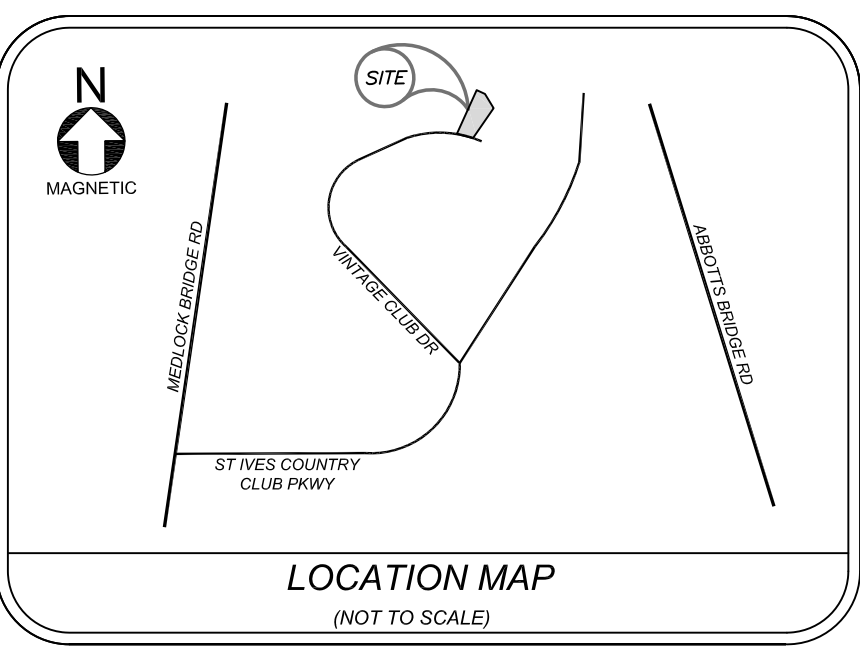 SITE
N
MAGNETIC
MEDLOCK BRIDGE RD
VINTAGE CLUB DR
ABBOTTS BRIDGE RD
ST IVES COUNTRY
CLUB PKWY
LOCATION MAP
(NOT TO SCALE)